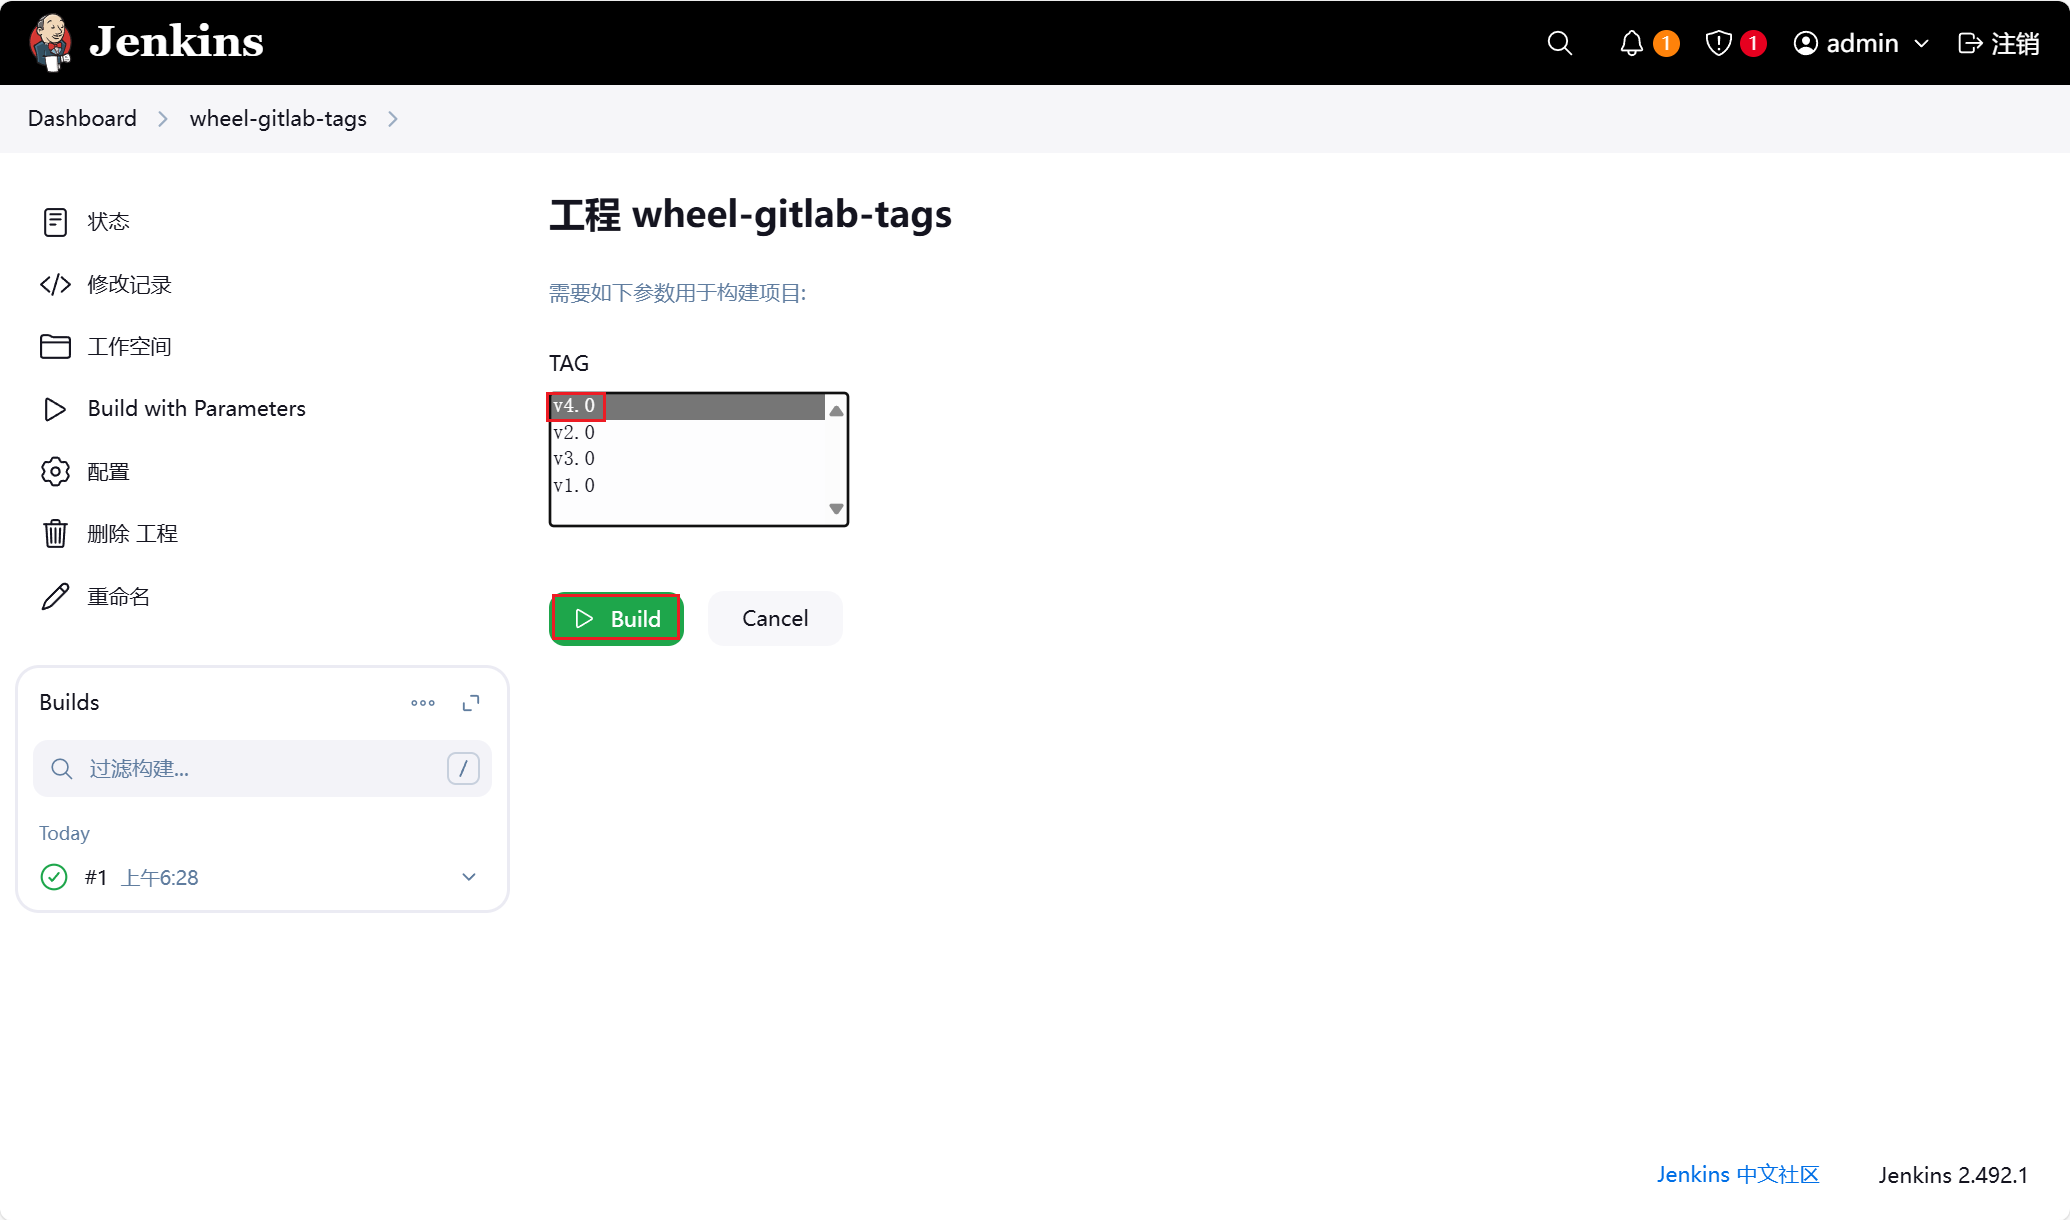 Jenkins
1
1
admin
注销
Dashboard
wheel-gitlab-tags
状态
修改记录
工作空间
Build with Parameters
配置
删除 工程
重命名
Builds
过滤构建...
/
Today
#1 上午6:28
工程 wheel-gitlab-tags
需要如下参数用于构建项目:
TAG
v4.0
v2.0
v3.0
v1.0
Build
Cancel
Jenkins 中文社区
Jenkins 2.492.1